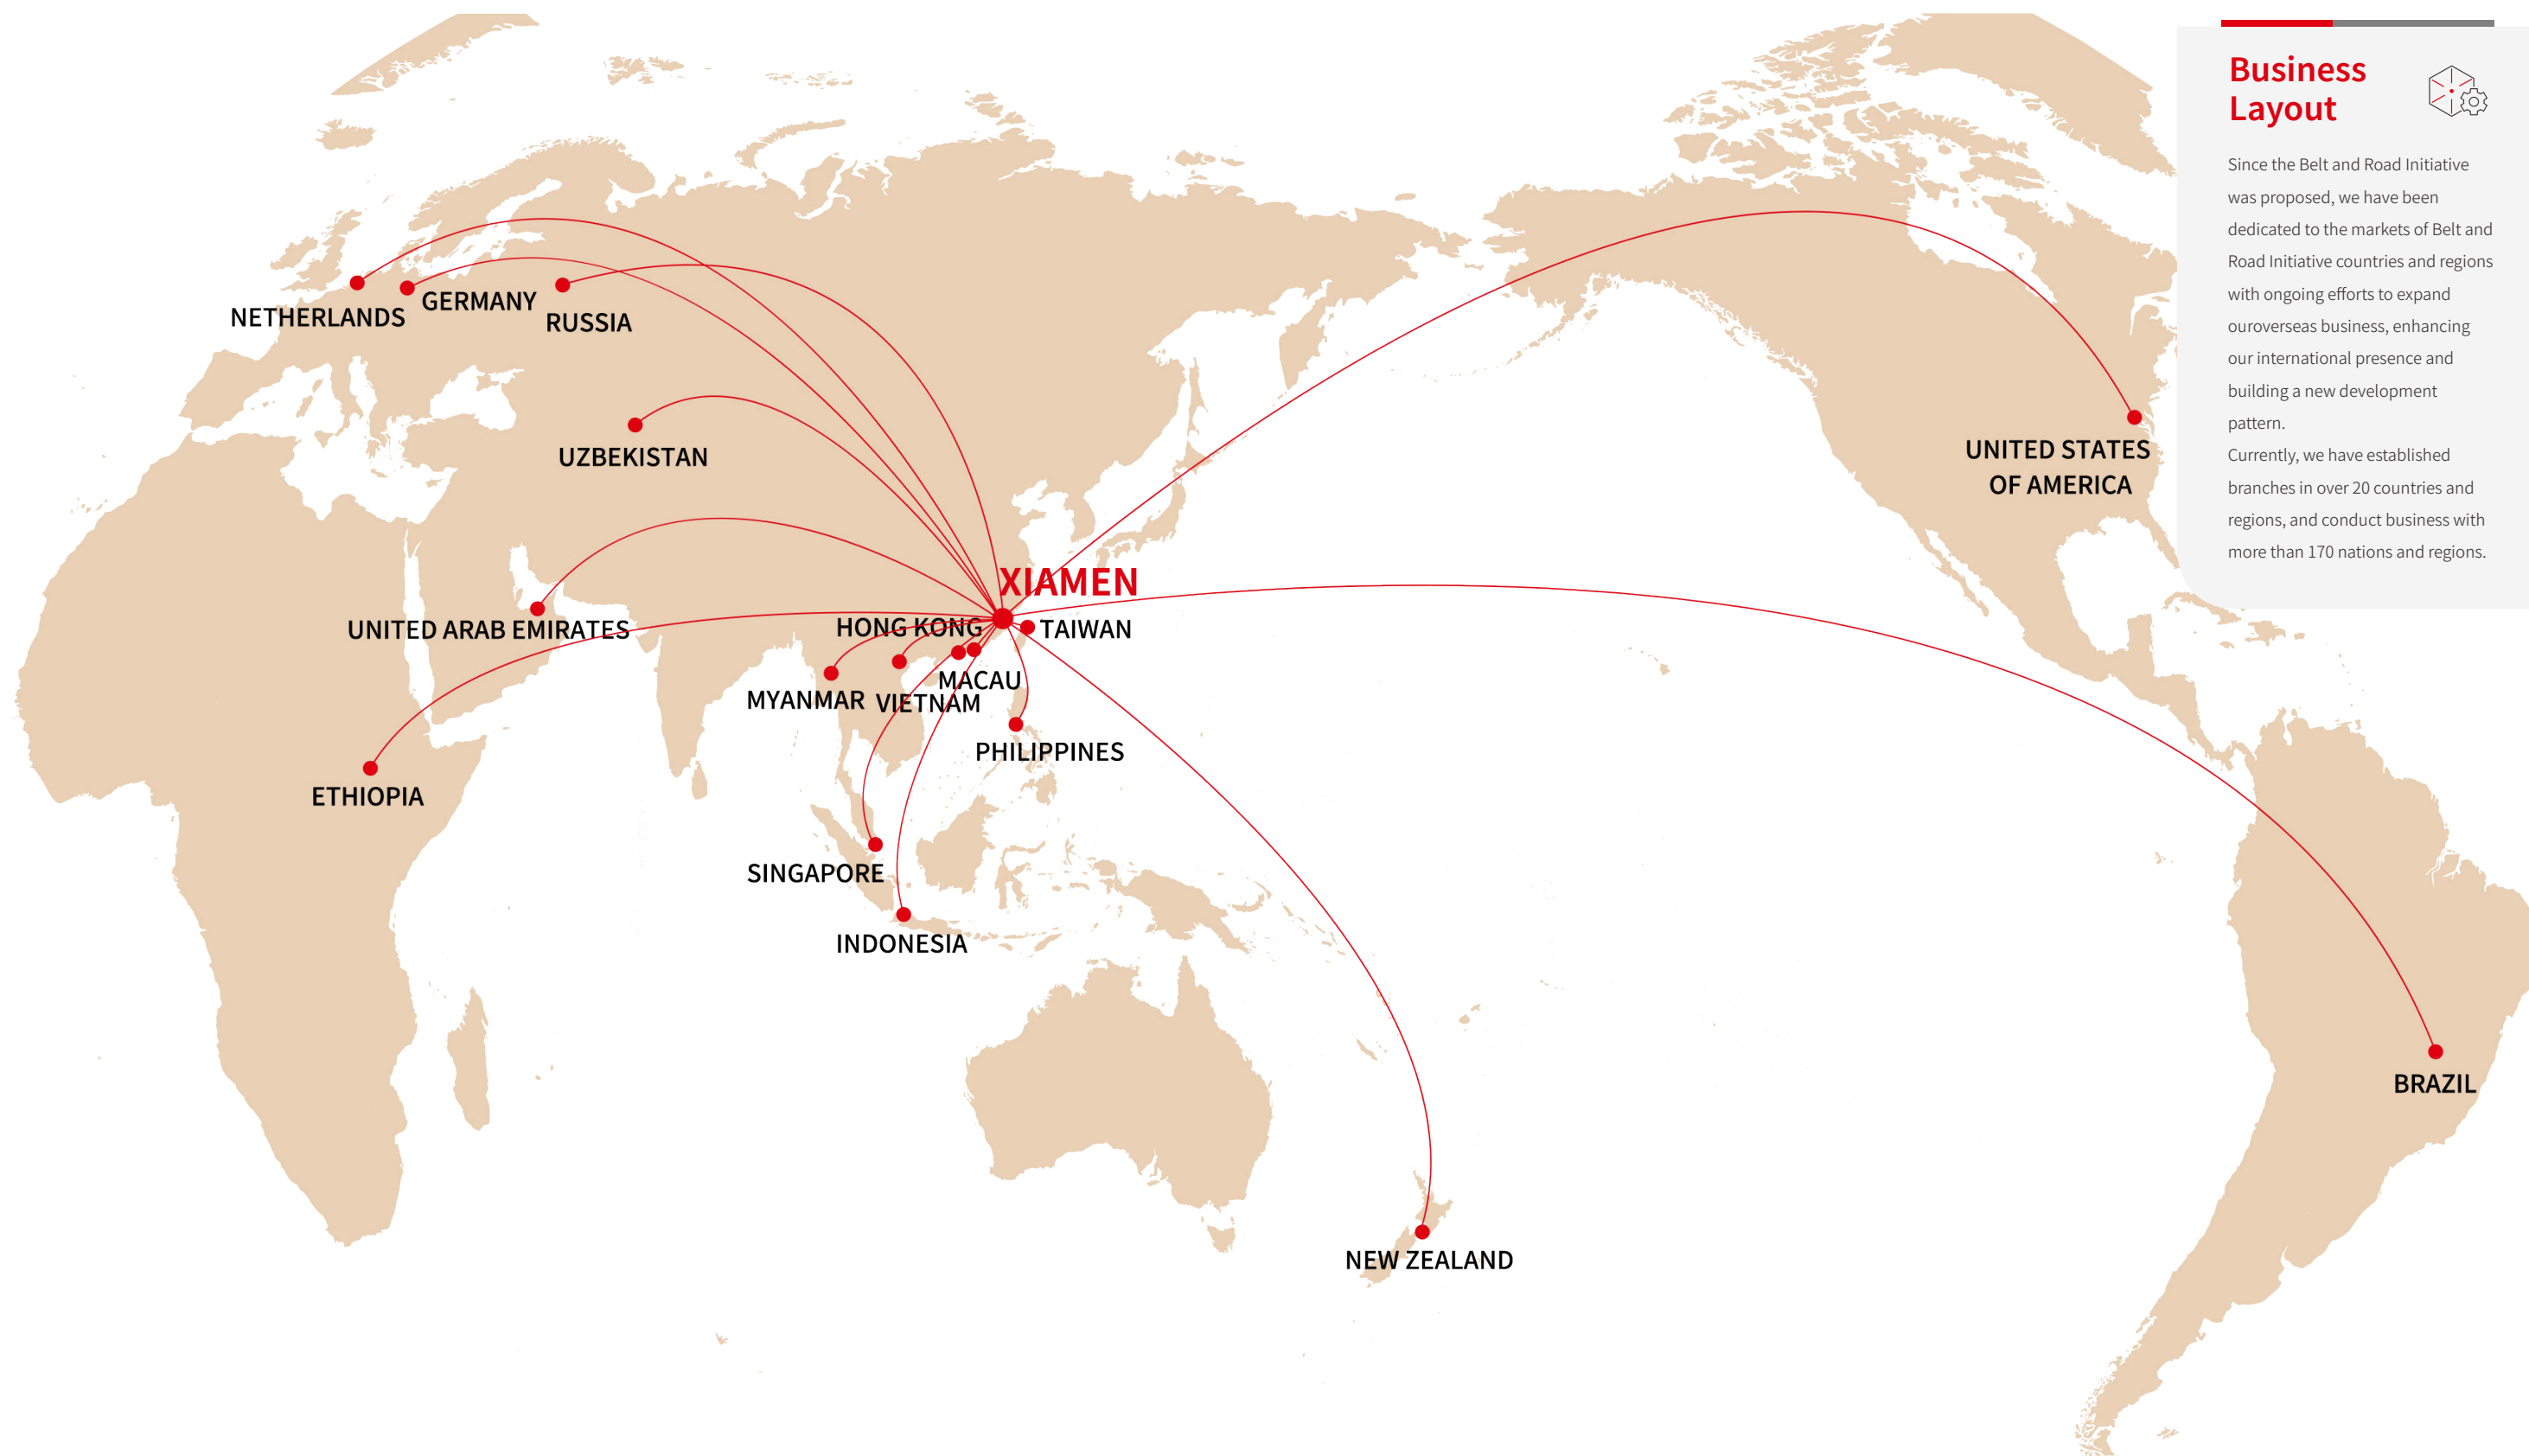 Business
Layout
Since the Belt and Road Initiative
was proposed, we have been
dedicated to the markets of Belt and
Road Initiative countries and regions
with ongoing efforts to expand
ouroverseas business, enhancing
our international presence and
building a new development
pattern.
Currently, we have established
branches in over 20 countries and
regions, and conduct business with
more than 170 nations and regions.
NETHERLANDS
GERMANY
RUSSIA
UZBEKISTAN
UNITED STATES
OF AMERICA
XIAMEN
UNITED ARAB EMIRATES
HONG KONG
TAIWAN
MACAU
MYANMAR
VIETNAM
PHILIPPINES
ETHIOPIA
SINGAPORE
INDONESIA
BRAZIL
NEW ZEALAND